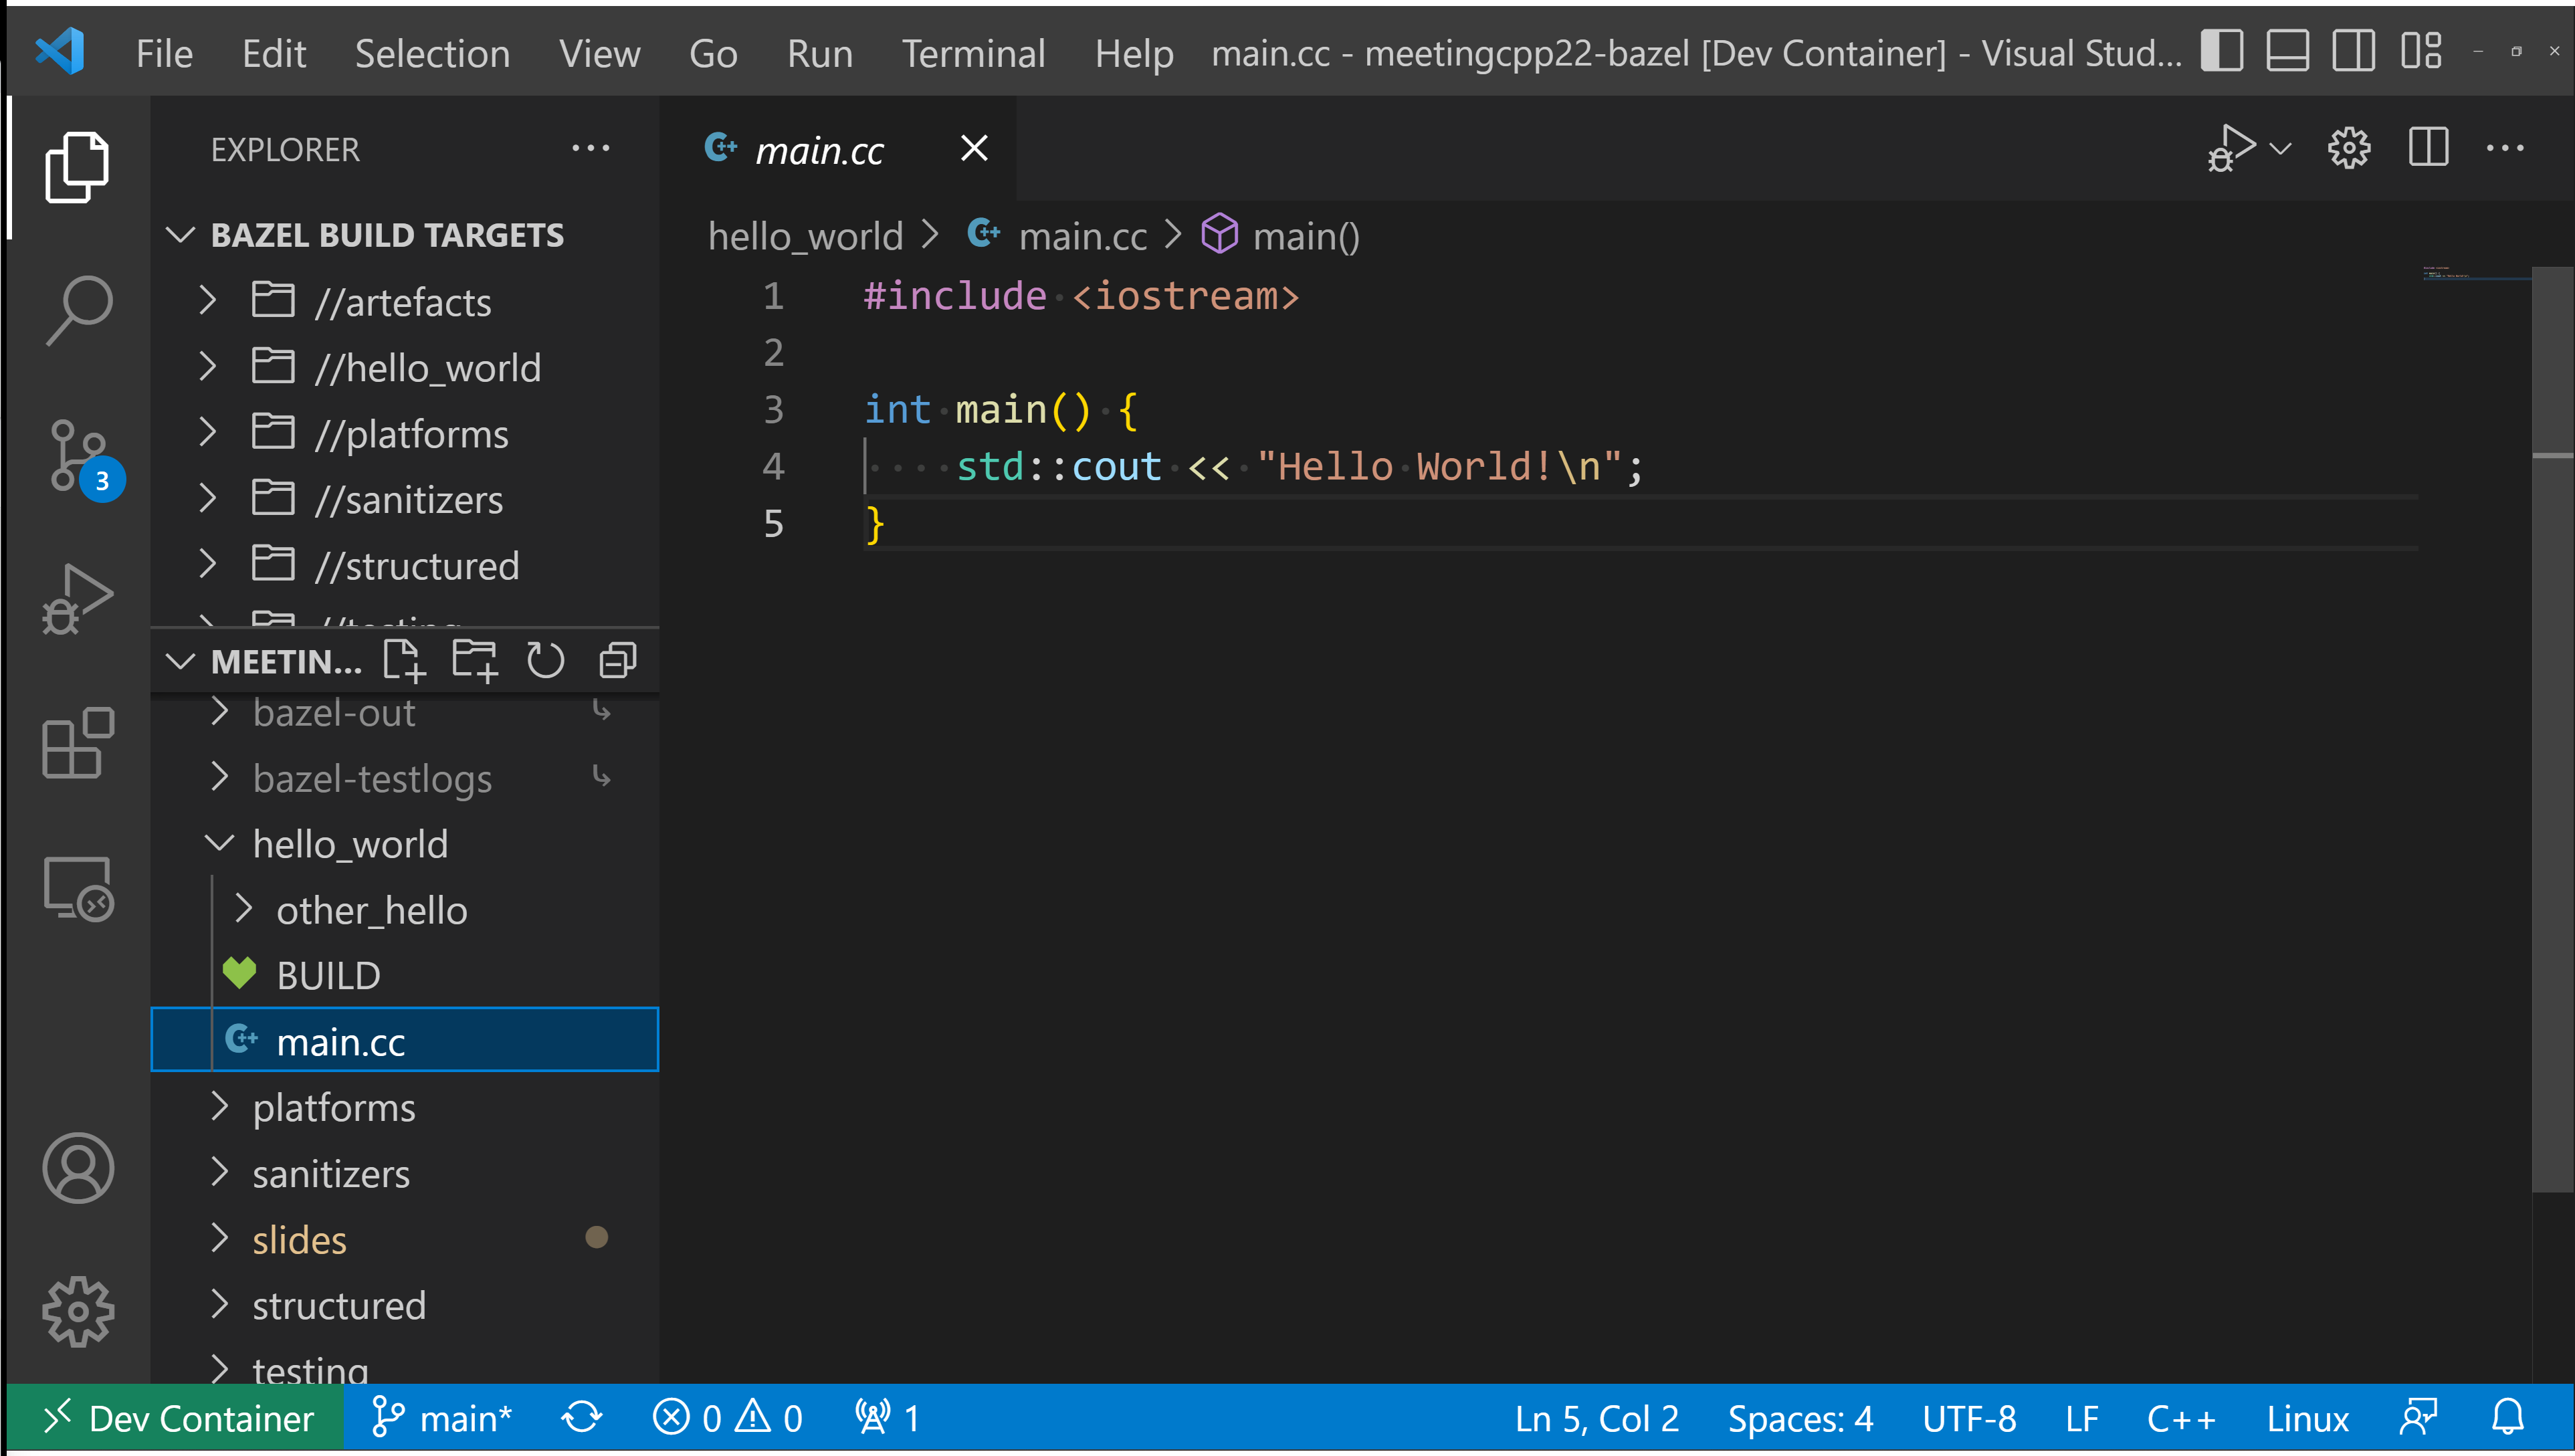 File Edit Selection View Go Run Terminal Help main.cc - meetingcpp22-bazel [Dev Container] - Visual Stud...
EXPLORER
main.cc
BAZEL BUILD TARGETS
//artefacts
//hello_world
//platforms
//sanitizers
//structured
//testing
MEETIN...
bazel-out
bazel-testlogs
hello_world
other_hello
BUILD
main.cc
platforms
sanitizers
slides
structured
testing
3
hello_world > main.cc > main()
1 #include <iostream>
2
3 int main() {
4     std::cout << "Hello World!\n";
5 }
Dev Container main* 0 0 1 Ln 5, Col 2 Spaces: 4 UTF-8 LF C++ Linux